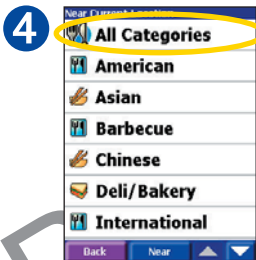 4
Near Current Location
All Categories
American
Asian
Barbecue
Chinese
Deli/Bakery
International
Back Near